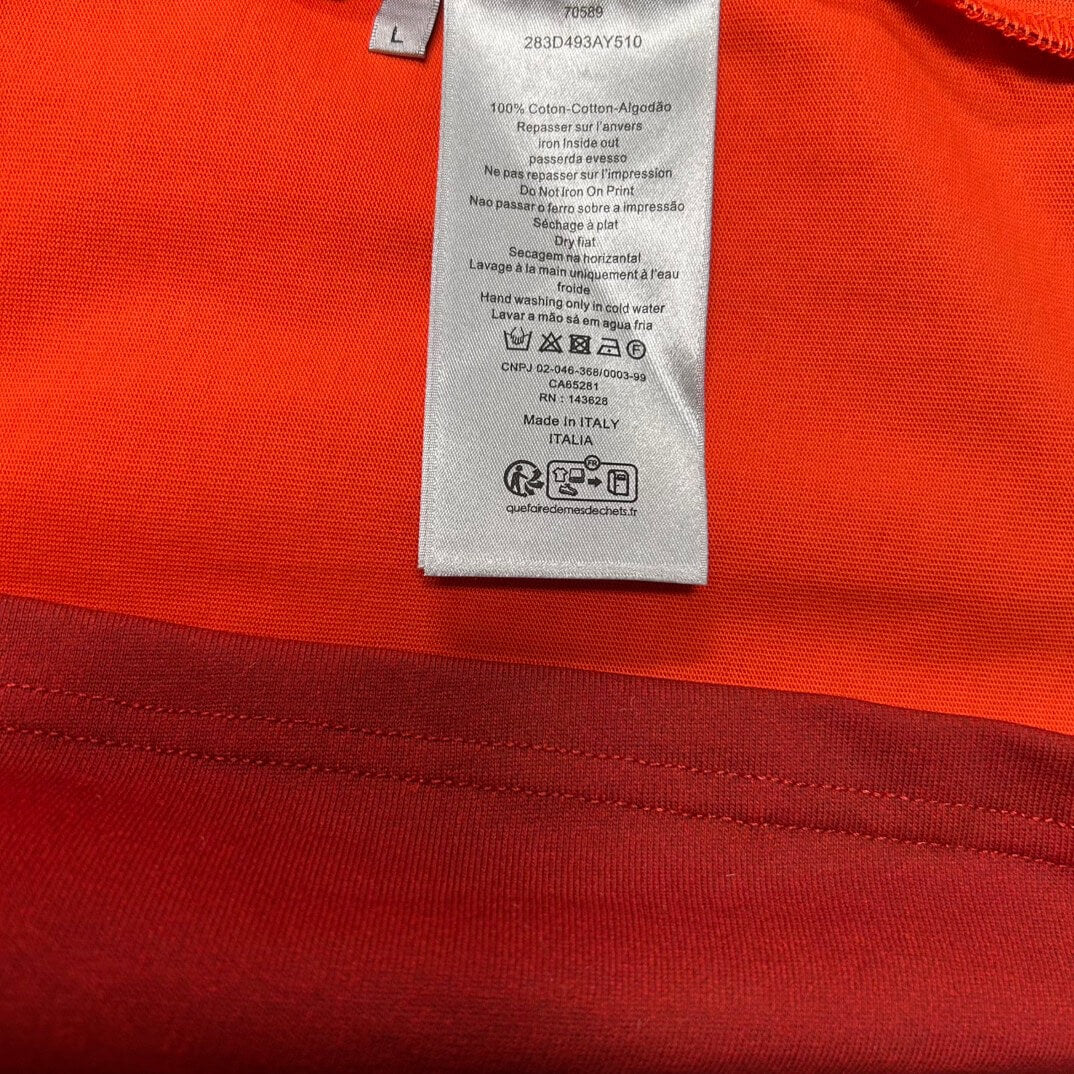 L
70589
283D493AY510
100% Coton-Cotton-Algodão
Repasser sur l'anvers
iron Inside out
passerda evesso
Ne pas repasser sur l'impression
Do Not Iron On Print
Nao passar o ferro sobre a impressão
Séchage à plat
Dry fiat
Secagem na horizantal
Lavage à la main uniquement à l'eau
froide
Hand washing only in cold water
Lavar a mão sá em agua fria
F
CNPJ 02-046-368/0003-99
CA65281
RN : 143628
Made In ITALY
ITALIA
FR
quefairedemesdechets.fr